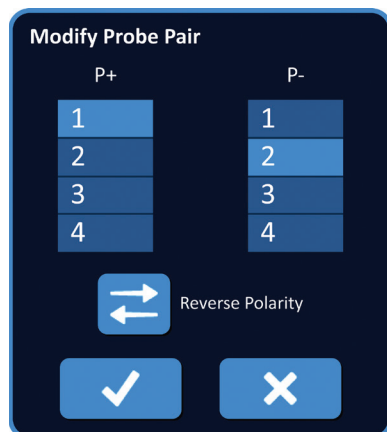 Modify Probe Pair
P+ P-
1 1
2 2
3 3
4 4
Reverse Polarity